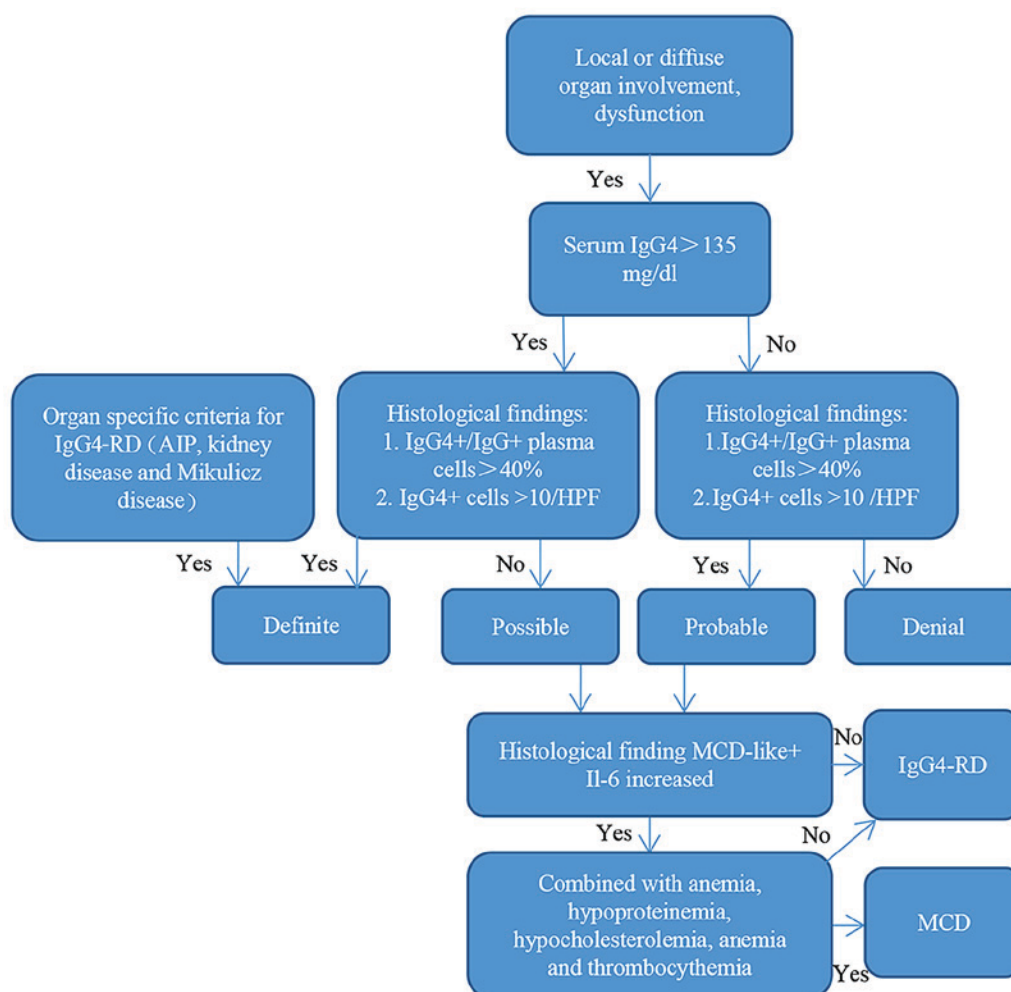 Local or diffuse
organ involvement,
dysfunction
Yes
Serum IgG4＞135
mg/dl
Yes
No
Organ specific criteria for
IgG4-RD（AIP, kidney
disease and Mikulicz
disease）
Histological findings:
1. IgG4+/IgG+ plasma
cells＞40%
2. IgG4+ cells >10/HPF
Histological findings:
1.IgG4+/IgG+ plasma
cells＞40%
2.IgG4+ cells >10 /HPF
Yes
Yes
No
Yes
No
Definite
Possible
Probable
Denial
Histological finding MCD-like+
Il-6 increased
No
IgG4-RD
Yes
No
Combined with anemia,
hypoproteinemia,
hypocholesterolemia, anemia
and thrombocythemia
MCD
Yes